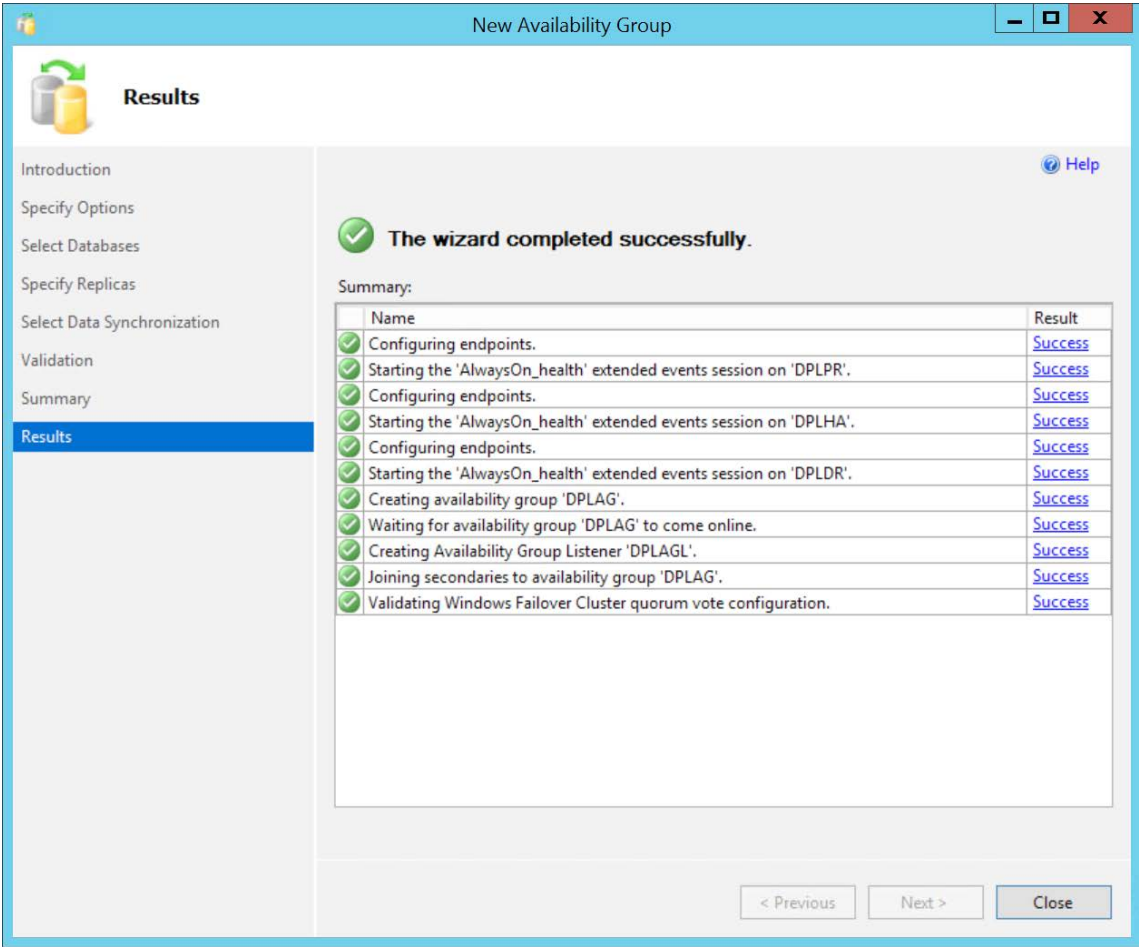 New Availability Group
X
Results
Introduction
Specify Options
Select Databases
Specify Replicas
Select Data Synchronization
Validation
Summary
Results
Help
The wizard completed successfully.
Summary:
Name Result
Configuring endpoints. Success
Starting the 'AlwaysOn_health' extended events session on 'DPLPR'. Success
Configuring endpoints. Success
Starting the 'AlwaysOn_health' extended events session on 'DPLHA'. Success
Configuring endpoints. Success
Starting the 'AlwaysOn_health' extended events session on 'DPLDR'. Success
Creating availability group 'DPLAG'. Success
Waiting for availability group 'DPLAG' to come online. Success
Creating Availability Group Listener 'DPLAGL'. Success
Joining secondaries to availability group 'DPLAG'. Success
Validating Windows Failover Cluster quorum vote configuration. Success
< Previous Next > Close